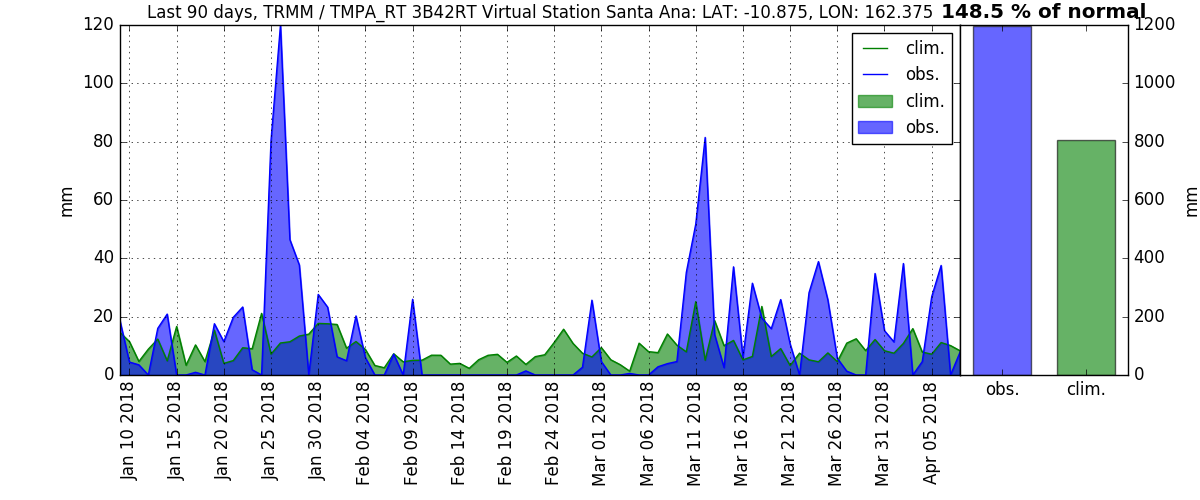 Last 90 days, TRMM / TMPA_RT 3B42RT Virtual Station Santa Ana: LAT: -10.875, LON: 162.375 148.5 % of normal
120
100
80
60
40
20
0
mm
clim.
obs.
clim.
obs.
Jan 10 2018
Jan 15 2018
Jan 20 2018
Jan 25 2018
Jan 30 2018
Feb 04 2018
Feb 09 2018
Feb 14 2018
Feb 19 2018
Feb 24 2018
Mar 01 2018
Mar 06 2018
Mar 11 2018
Mar 16 2018
Mar 21 2018
Mar 26 2018
Mar 31 2018
Apr 05 2018
1200
1000
800
600
400
200
0
mm
obs.
clim.